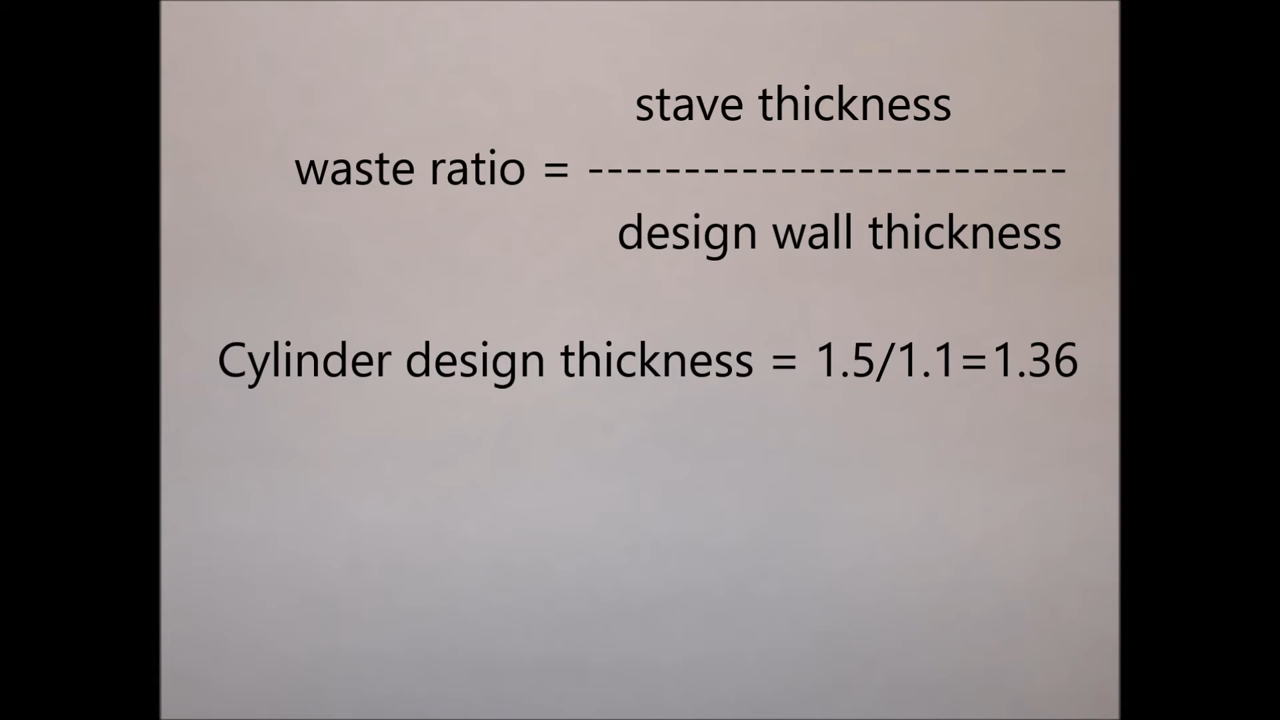 stave thickness
waste ratio = -------------------------
design wall thickness
Cylinder design thickness = 1.5/1.1=1.36